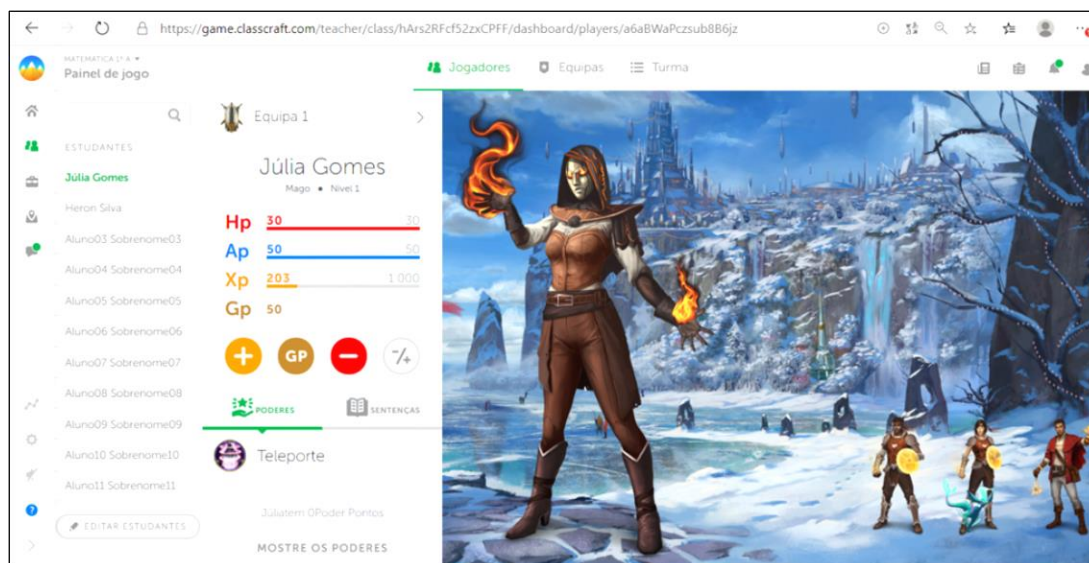 https://game.classcraft.com/teacher/class/hArs2RFcf52zxCPFF/dashboard/players/a6aBWaPczsub8B6jz
MATEMÁTICA 1º A
Painel de jogo
Jogadores
Equipas
Turma
ESTUDANTES
Júlia Gomes
Heron Silva
Aluno03 Sobrenome03
Aluno04 Sobrenome04
Aluno05 Sobrenome05
Aluno06 Sobrenome06
Aluno07 Sobrenome07
Aluno08 Sobrenome08
Aluno09 Sobrenome09
Aluno10 Sobrenome10
Aluno11 Sobrenome11
EDITAR ESTUDANTES
Equipa 1
Júlia Gomes
Mago • Nível 1
Hp 30 30
Ap 50 50
Xp 203 1 000
Gp 50
+ GP − −/+
PODERES
SENTENÇAS
Teleporte
Júliatem 0Poder Pontos
MOSTRE OS PODERES